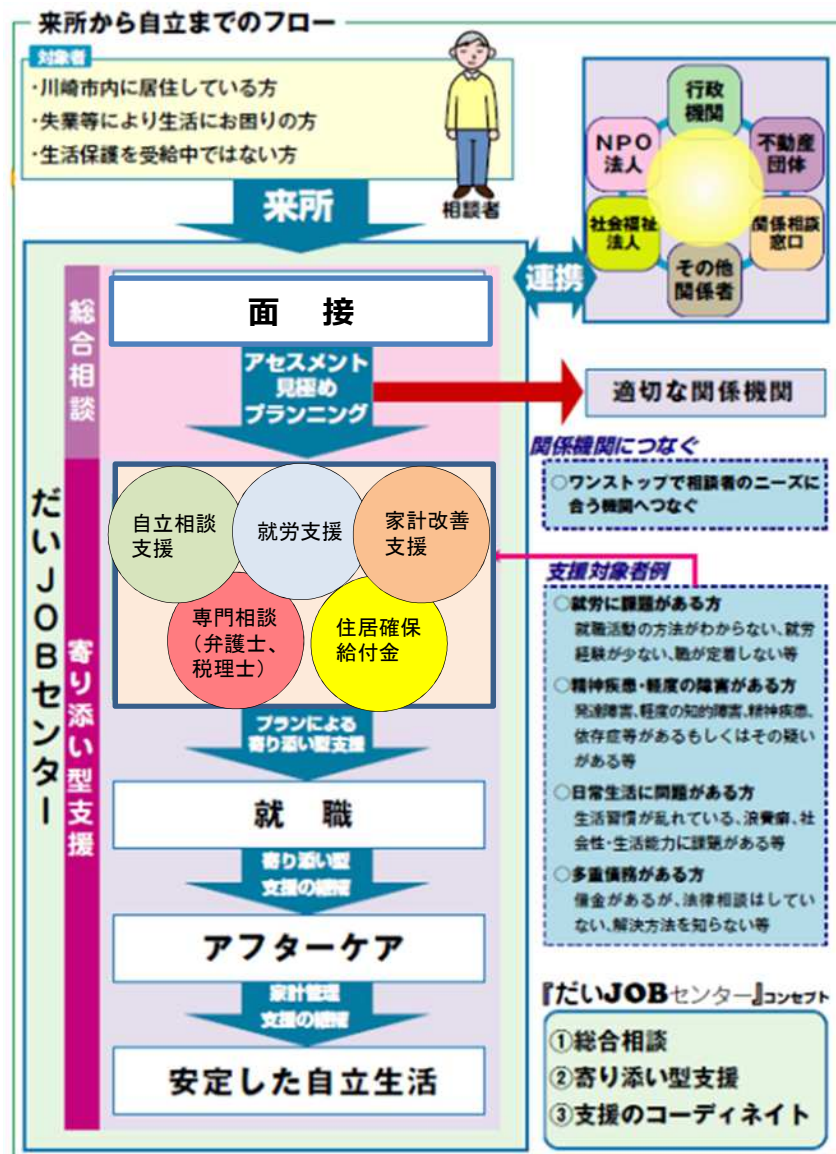 来所から自立までのフロー
対象者
・川崎市内に居住している方
・失業等により生活にお困りの方
・生活保護を受給中ではない方
相談者
来所
行政
機関
NPO
法人
不動産
団体
社会福祉
法人
関係相談
窓口
その他
関係者
連携
だいJOBセンター
総合相談
面 接
アセスメント
見極め
プランニング
適切な関係機関
関係機関につなぐ
○ワンストップで相談者のニーズに
合う機関へつなぐ
寄り添い型支援
自立相談
支援
就労支援
家計改善
支援
専門相談
(弁護士、
税理士)
住居確保
給付金
支援対象者例
○就労に課題がある方
就職活動の方法がわからない、就労
経験が少ない、職が定着しない等
○精神疾患・軽度の障害がある方
発達障害、軽度の知的障害、精神疾患、
依存症等があるもしくはその疑い
がある等
○日常生活に問題がある方
生活習慣が乱れている、浪費癖、社
会性・生活能力に課題がある等
○多重債務がある方
借金があるが、法律相談はしてい
ない、解決方法を知らない等
プランによる
寄り添い型支援
就 職
寄り添い型
支援の継続
アフターケア
家計管理
支援の継続
安定した自立生活
『だいJOBセンター』コンセプト
①総合相談
②寄り添い型支援
③支援のコーディネイト